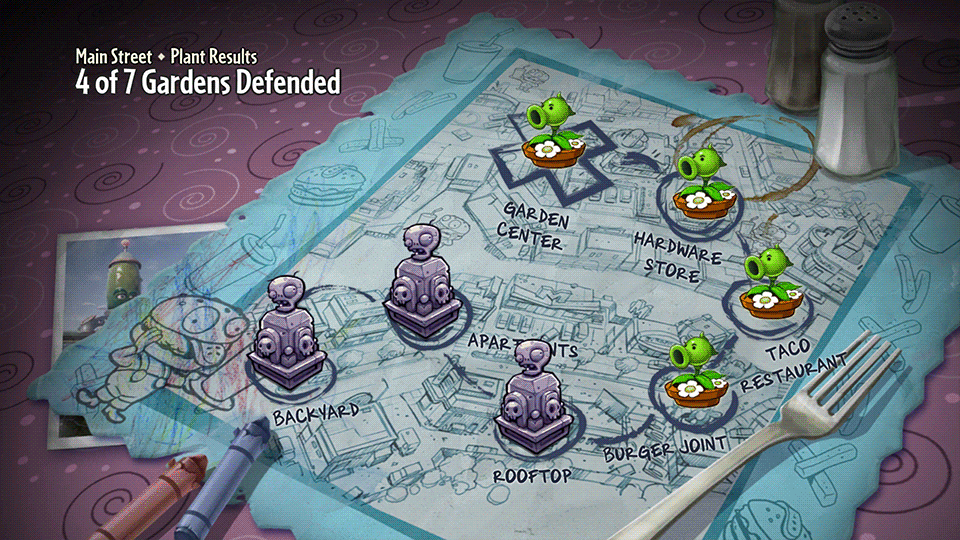 Main Street • Plant Results
4 of 7 Gardens Defended
GARDEN
CENTER
HARDWARE
STORE
TACO
RESTAURANT
APARTMENTS
BACKYARD
BURGER JOINT
ROOFTOP